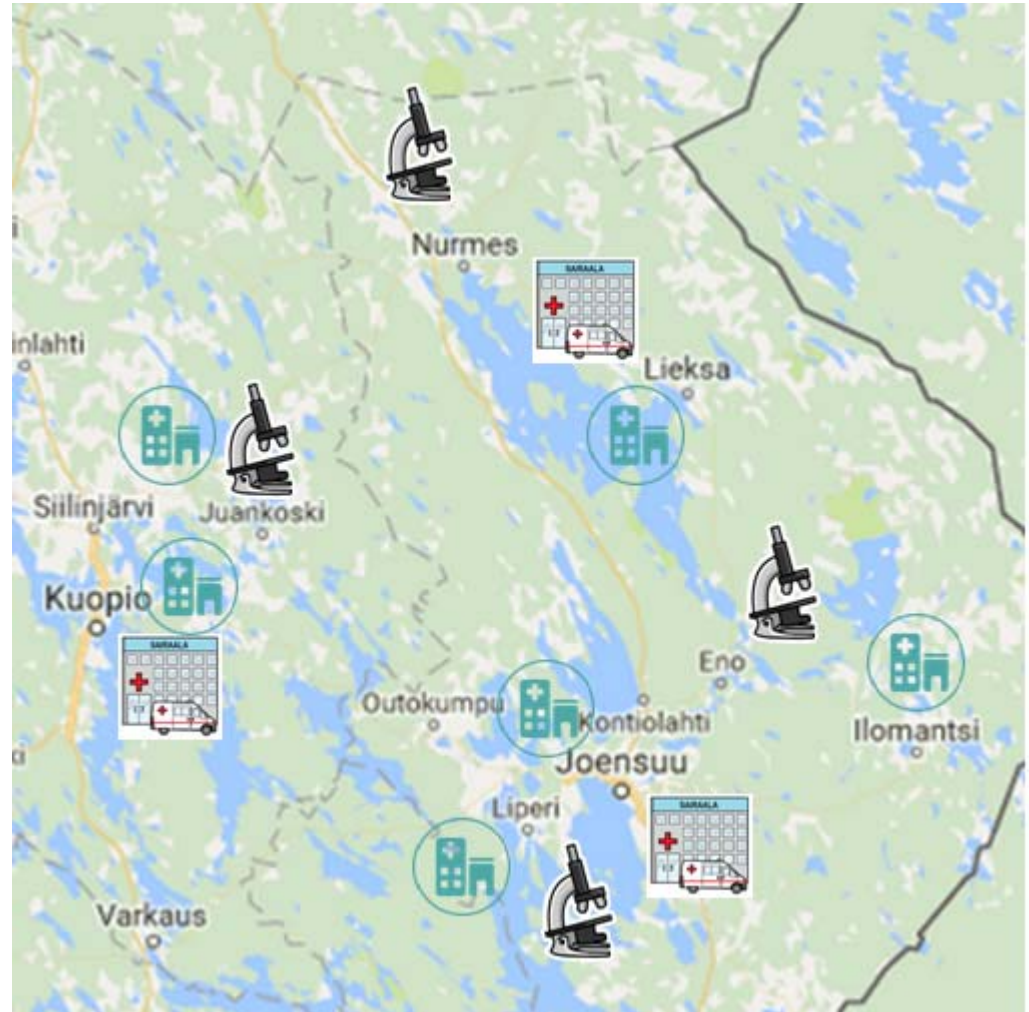 Nurmes
SAIRAALA
inlahti
Lieksa
Siilinjärvi
Juankoski
Kuopio
SAIRAALA
Eno
Outokumpu
Kontiolahti
Ilomantsi
Joensuu
SAIRAALA
Liperi
Varkaus